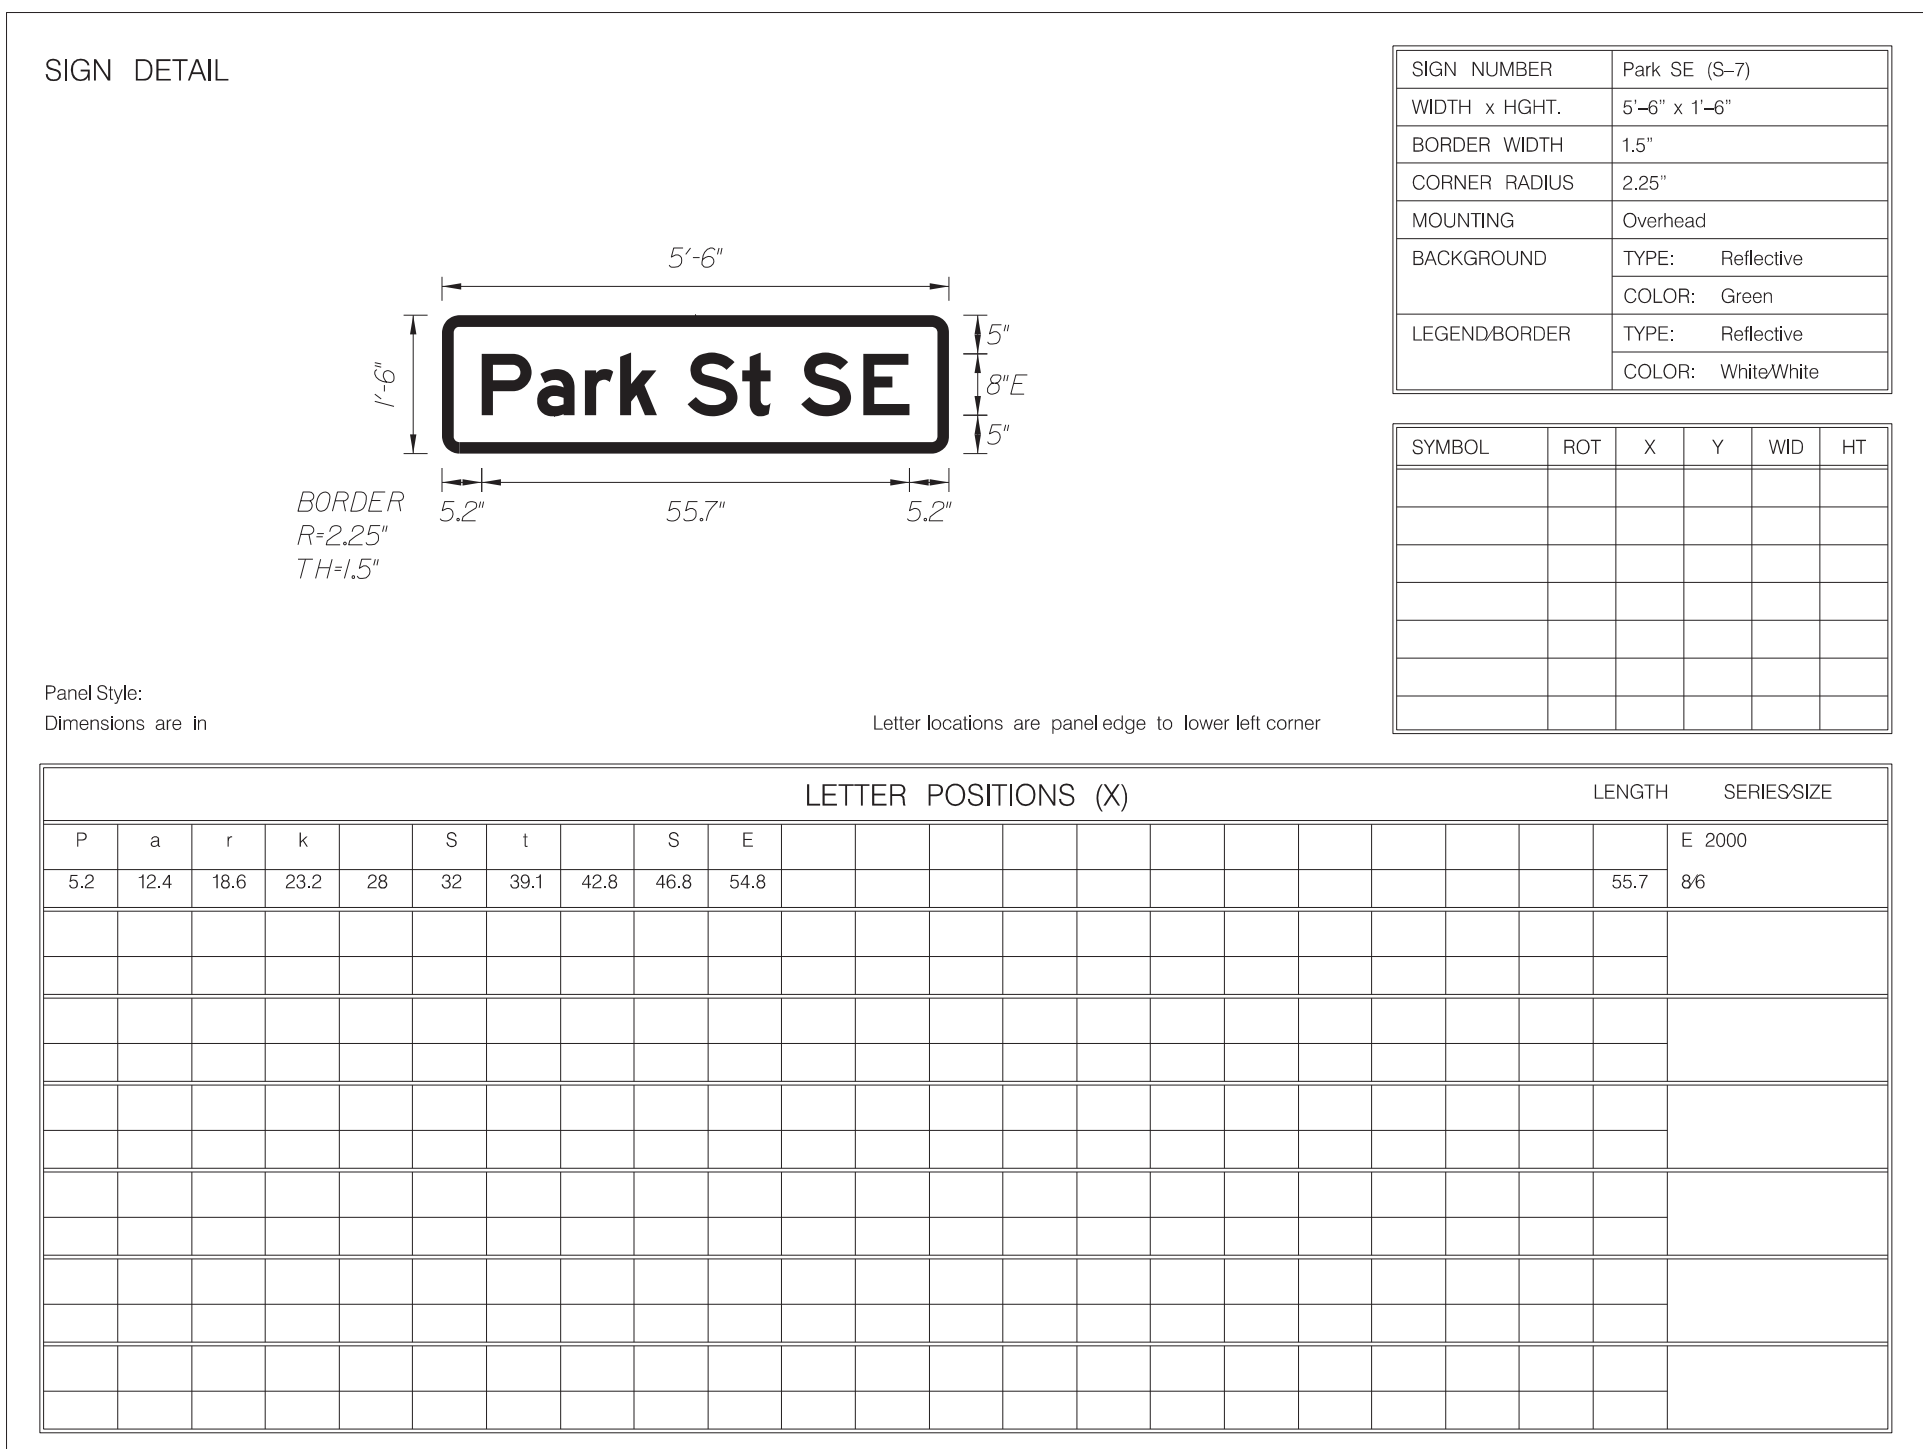 SIGN DETAIL
SIGN NUMBER Park SE (S–7)
WIDTH x HGHT. 5’–6” x 1’–6”
BORDER WIDTH 1.5”
CORNER RADIUS 2.25”
MOUNTING Overhead
BACKGROUND TYPE: Reflective
COLOR: Green
LEGEND/BORDER TYPE: Reflective
COLOR: White/White
5'-6"
1'-6"
Park St SE
5"
8"E
5"
5.2" 55.7" 5.2"
BORDER
R=2.25"
TH=1.5"
SYMBOL ROT X Y WID HT
Panel Style:
Dimensions are in
Letter locations are panel edge to lower left corner
LETTER POSITIONS (X) LENGTH SERIES/SIZE
P a r k S t S E E 2000
5.2 12.4 18.6 23.2 28 32 39.1 42.8 46.8 54.8 55.7 8/6